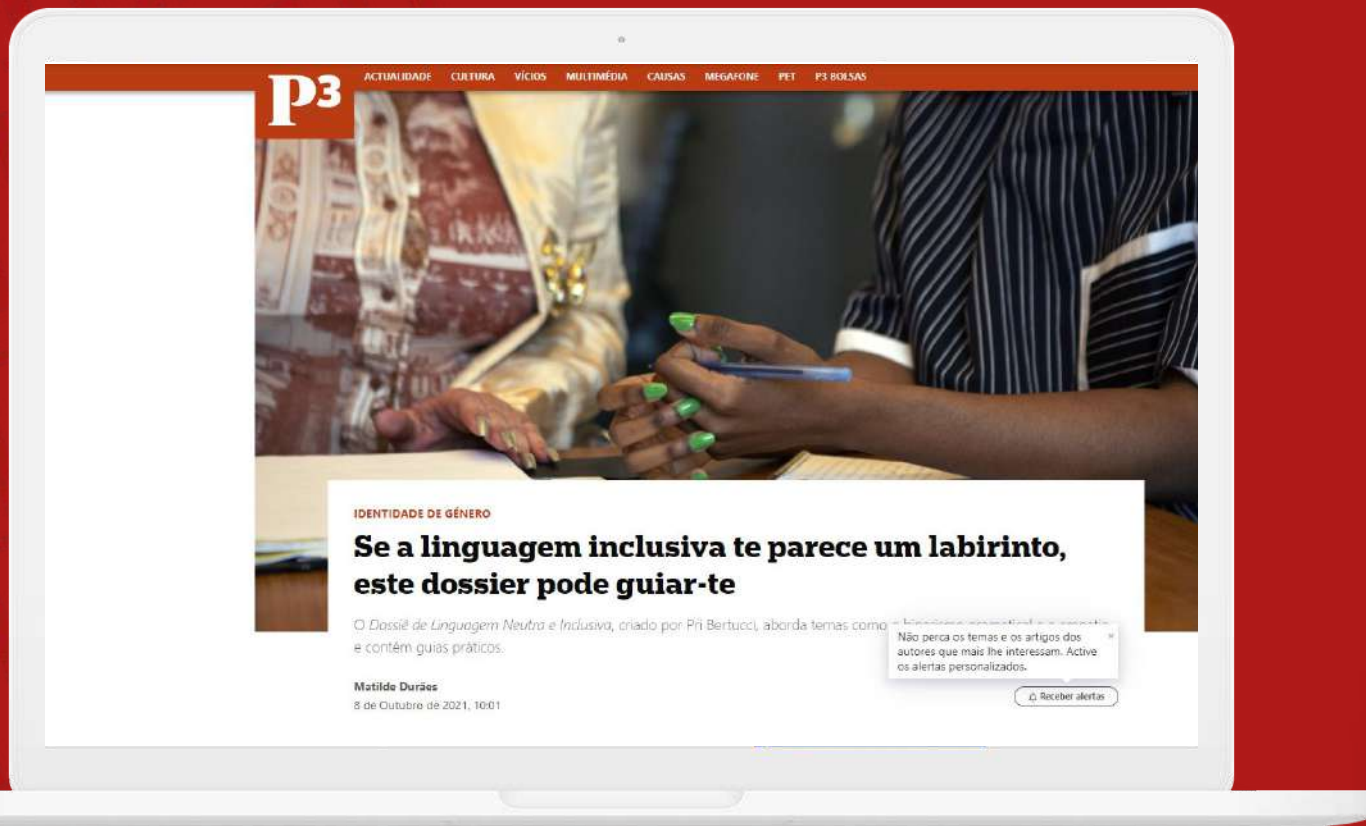 P3
ACTUALIDADE CULTURA VÍCIOS MULTIMÉDIA CAUSAS MEGAFONE PET P3 BOLSAS
IDENTIDADE DE GÉNERO
Se a linguagem inclusiva te parece um labirinto,
este dossier pode guiar-te
O Dossiê de Linguagem Neutra e Inclusiva, criado por Pri Bertucci, aborda temas como
e contém guias práticos.
Não perca os temas e os artigos dos ×
autores que mais lhe interessam. Active
os alertas personalizados.
Matilde Durães
8 de Outubro de 2021, 10:01
Receber alertas